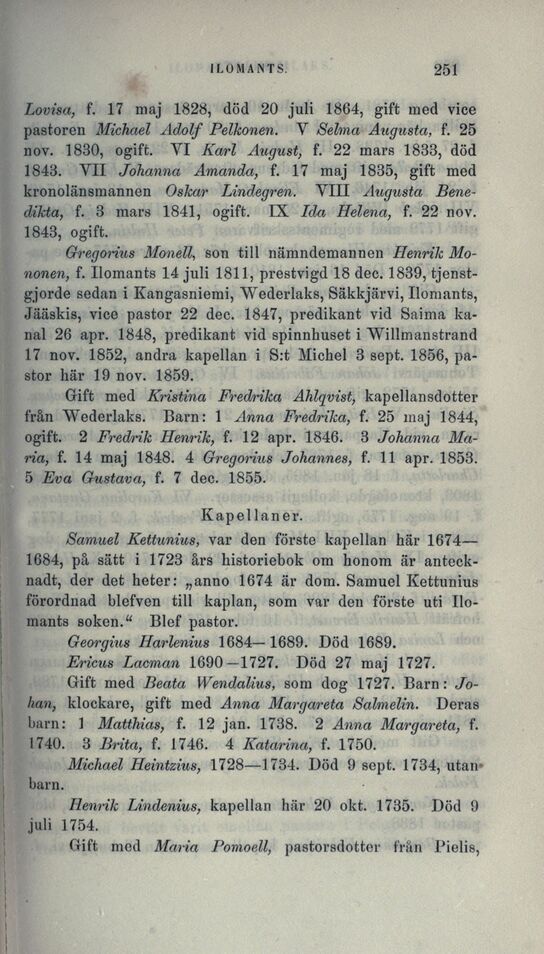 ILOMANTS. 251
Lovisa, f. 17 maj 1828, död 20 juli 1864, gift med vice
pastoren Michael Adolf Pelkonen. V Selma Augusta, f. 25
nov. 1830, ogift. VI Karl August, f. 22 mars 1833, död
1843. VII Johanna Amanda, f. 17 maj 1835, gift med
kronolänsmannen Oskar Lindegren. VIII Augusta Bene-
dikta, f. 3 mars 1841, ogift. IX Ida Helena, f. 22 nov.
1843, ogift.
Gregorius Monell, son till nämndemannen Henrik Mo-
nonen, f. Ilomants 14 juli 1811, prestvigd 18 dec. 1839, tjenst-
gjorde sedan i Kangasniemi, Wederlaks, Säkkjärvi, Ilomants,
Jääskis, vice pastor 22 dec. 1847, predikant vid Saima ka-
nal 26 apr. 1848, predikant vid spinnhuset i Willmanstrand
17 nov. 1852, andra kapellan i S:t Michel 3 sept. 1856, pa-
stor här 19 nov. 1859.
Gift med Kristina Fredrika Ahlqvist, kapellansdotter
från Wederlaks. Barn: 1 Anna Fredrika, f. 25 maj 1844,
ogift. 2 Fredrik Henrik, f. 12 apr. 1846. 3 Johanna Ma-
ria, f. 14 maj 1848. 4 Gregorius Johannes, f. 11 apr. 1853.
5 Eva Gustava, f. 7 dec. 1855.
Kapellaner.
Samuel Kettunius, var den förste kapellan här 1674—
1684, på sätt i 1723 års historiebok om honom är anteck-
nadt, der det heter: „anno 1674 är dom. Samuel Kettunius
förordnad blefven till kaplan, som var den förste uti Ilo-
mants soken.“ Blef pastor.
Georgius Harlenius 1684—1689. Död 1689.
Ericus Lacman 1690—1727. Död 27 maj 1727.
Gift med Beata Wendalius, som dog 1727. Barn: Jo-
han, klockare, gift med Anna Margareta Salmelin. Deras
barn: 1 Matthias, f. 12 jan. 1738. 2 Anna Margareta, f.
1740. 3 Brita, f. 1746. 4 Katarina, f. 1750.
Michael Heintzius, 1728—1734. Död 9 sept. 1734, utan
barn.
Henrik Lindenius, kapellan här 20 okt. 1735. Död 9
juli 1754.
Gift med Maria Pomoell, pastorsdotter från Pielis,